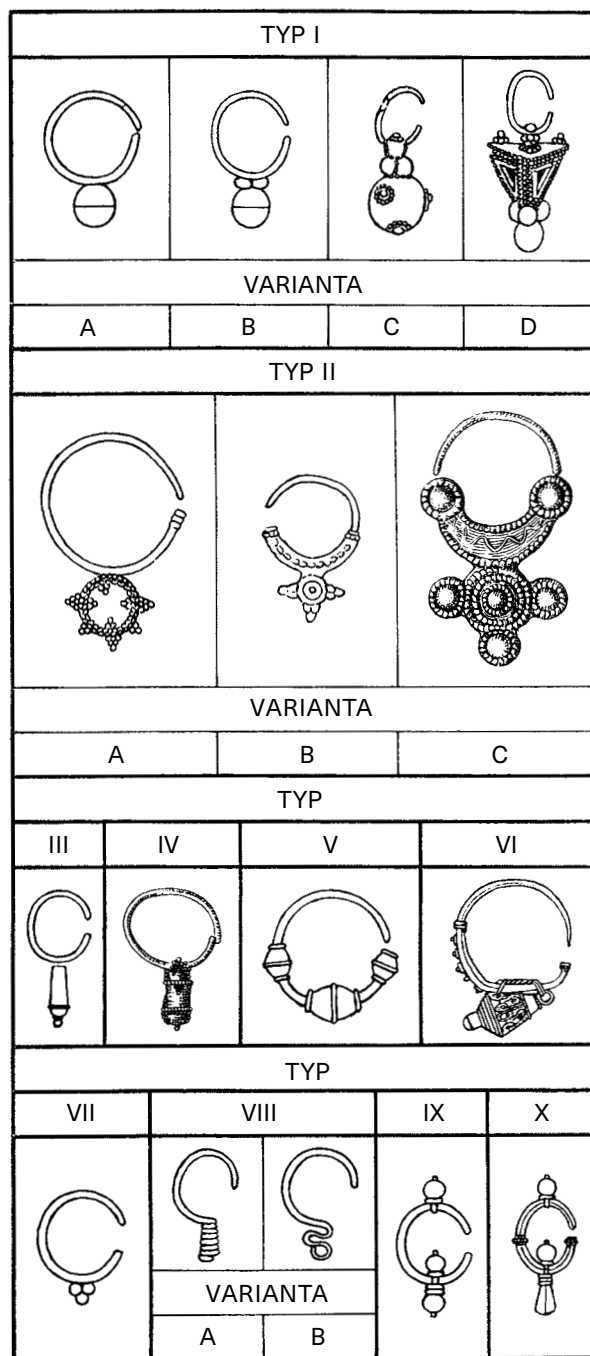 TYP I
VARIANTA
A B C D
TYP II
VARIANTA
A B C
TYP
III IV V VI
TYP
VII VIII IX X
VARIANTA
A B